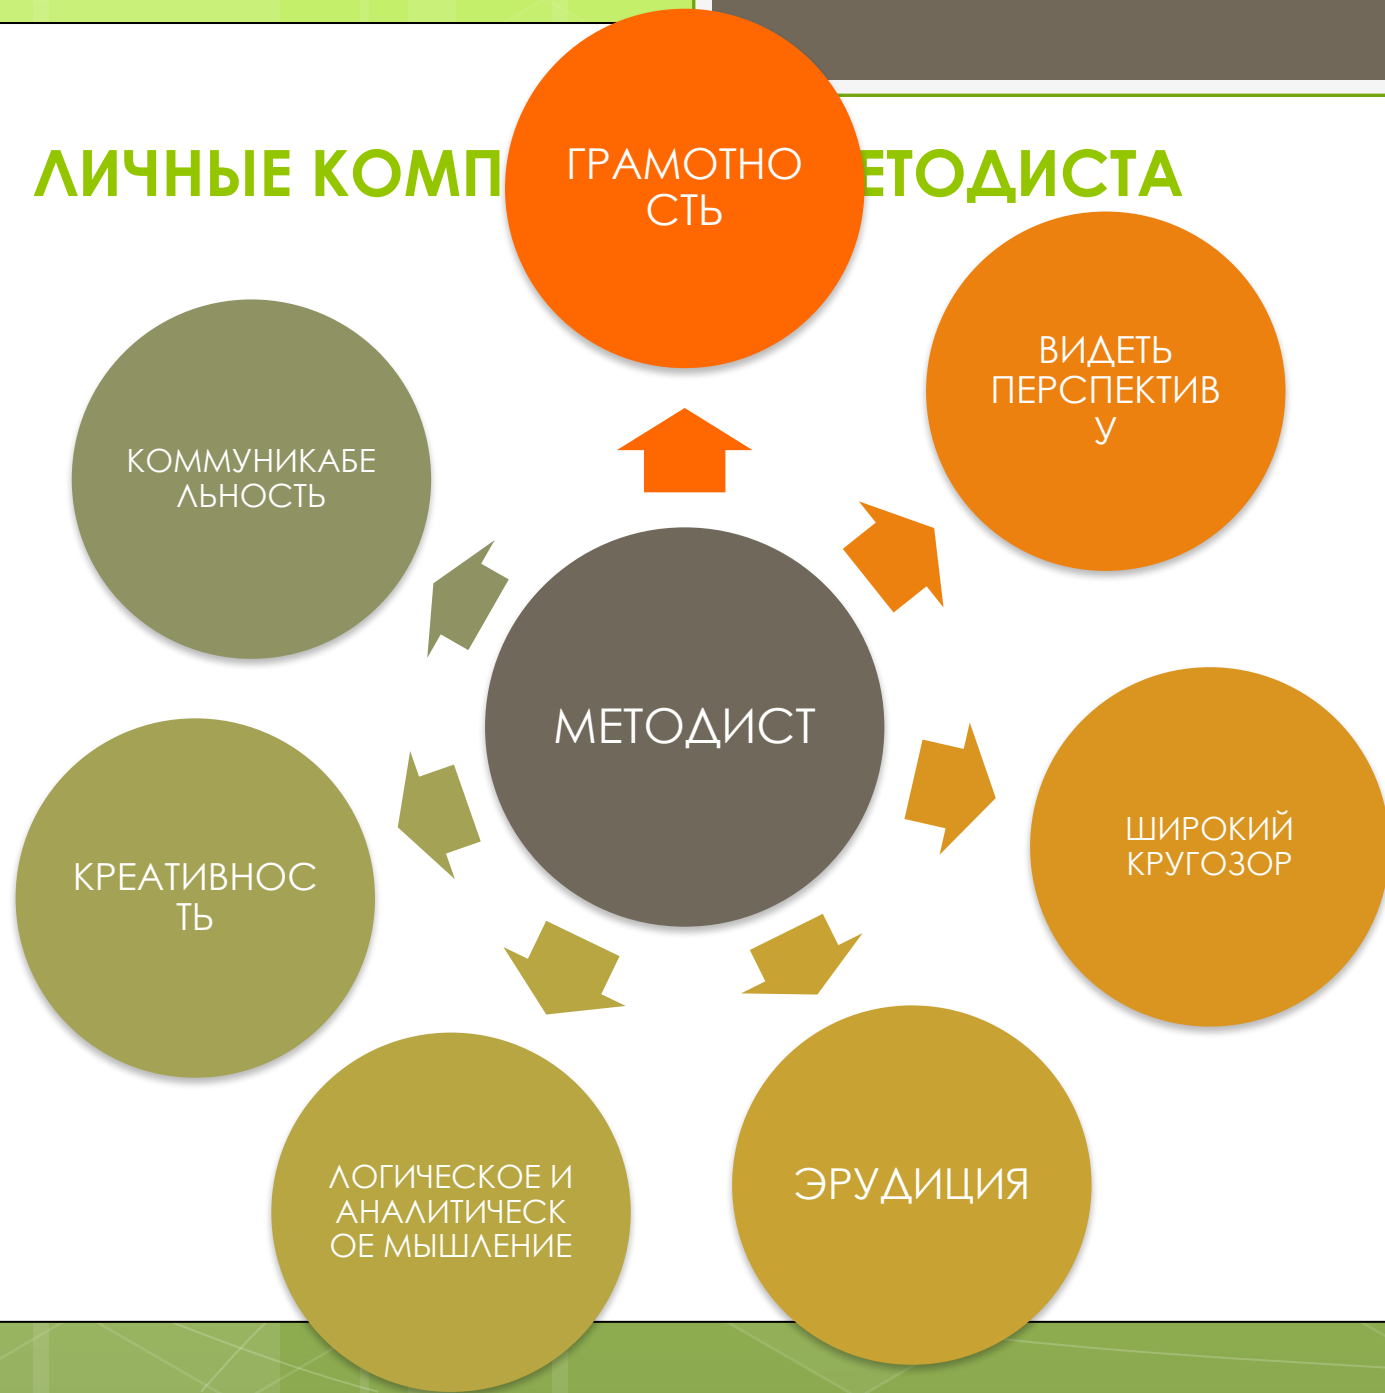 ЛИЧНЫЕ КОМП ЕТОДИСТА
ГРАМОТНО
СТЬ
ВИДЕТЬ
ПЕРСПЕКТИВ
У
ШИРОКИЙ
КРУГОЗОР
ЭРУДИЦИЯ
ЛОГИЧЕСКОЕ И
АНАЛИТИЧЕСК
ОЕ МЫШЛЕНИЕ
КРЕАТИВНОС
ТЬ
КОММУНИКАБЕ
ЛЬНОСТЬ
МЕТОДИСТ